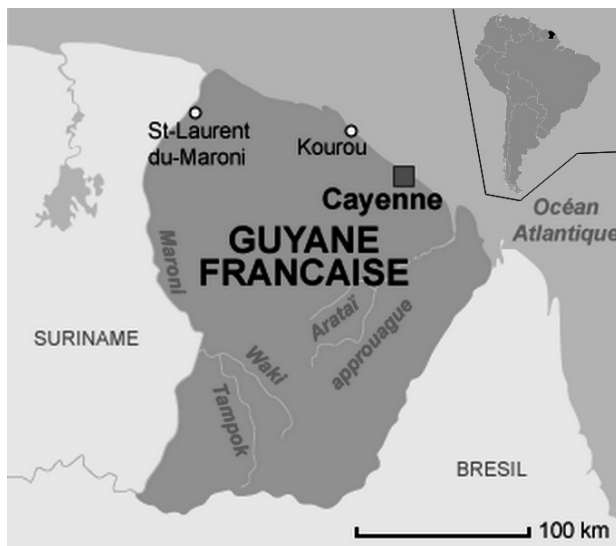 St-Laurent
du-Maroni
Kourou
Cayenne
Océan
Atlantique
GUYANE
FRANCAISE
Maroni
Arataï
approuague
SURINAME
Waki
Tampok
BRESIL
100 km